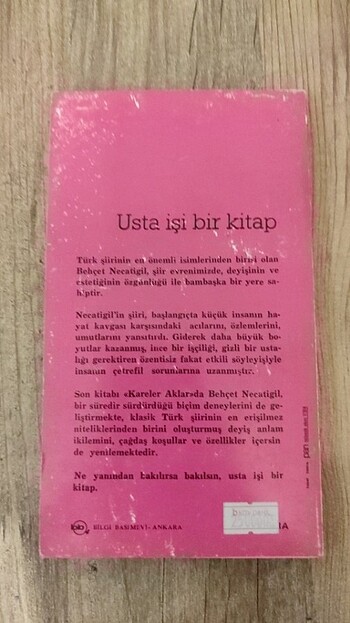 Usta işi bir kitap
Türk şiirinin en önemli isimlerinden birisi olan
Behçet Necatigil, şiir evrenimizde, deyişinin ve
estetiğinin özgünlüğü ile bambaşka bir yere sa-
hiptir.
Necatigil'in şiiri, başlangıçta küçük insanın ha-
yat kavgası karşısındaki acılarını, özlemlerini,
umutlarını yansıtırdı. Giderek daha büyük bo-
yutlar kazanmış, ince bir işçiliği, gizli bir usta-
lığı gerektiren özentisiz fakat etkili söyleyişiyle
insanın çetrefil sorunlarına uzanmıştır.
Son kitabı «Kareler Aklar»da Behçet Necatigil,
bir süredir sürdürdüğü biçim deneylerini de ge-
liştirmekte, klasik Türk şiirinin en erişilmez
niteliklerinden birini oluşturmuş deyiş anlam
ikilemini, çağdaş koşullar ve özellikler içersin
de yenilemektedir.
Ne yanından bakılırsa bakılsın, usta işi bir
kitap.
BİLGİ BASIMEVİ - ANKARA